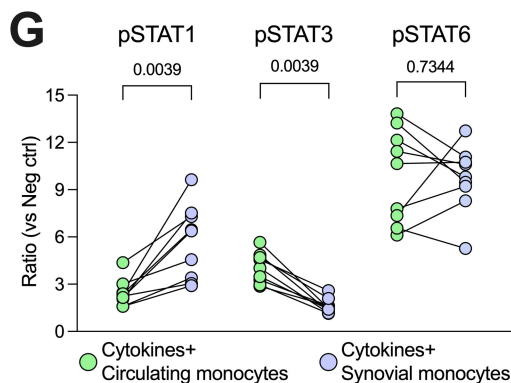 G
pSTAT1 pSTAT3 pSTAT6
0.0039 0.0039 0.7344
Ratio (vs Neg ctrl)
15
12
9
6
3
0
Cytokines+ Cytokines+
Circulating monocytes Synovial monocytes